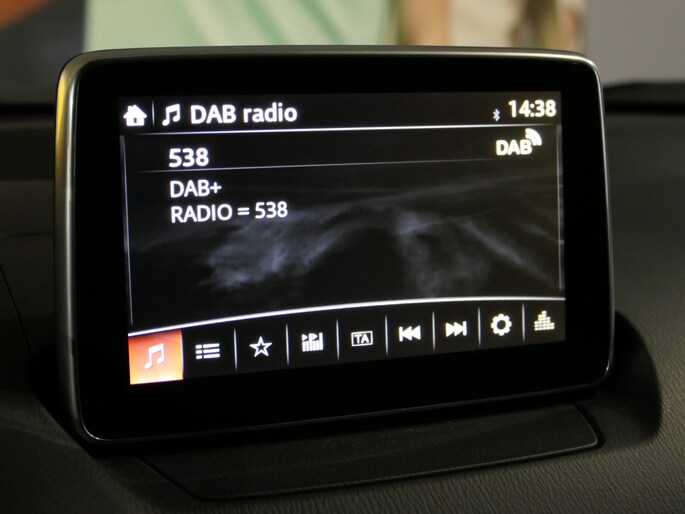 DAB radio 14:38
538 DAB
DAB+
RADIO = 538
TA